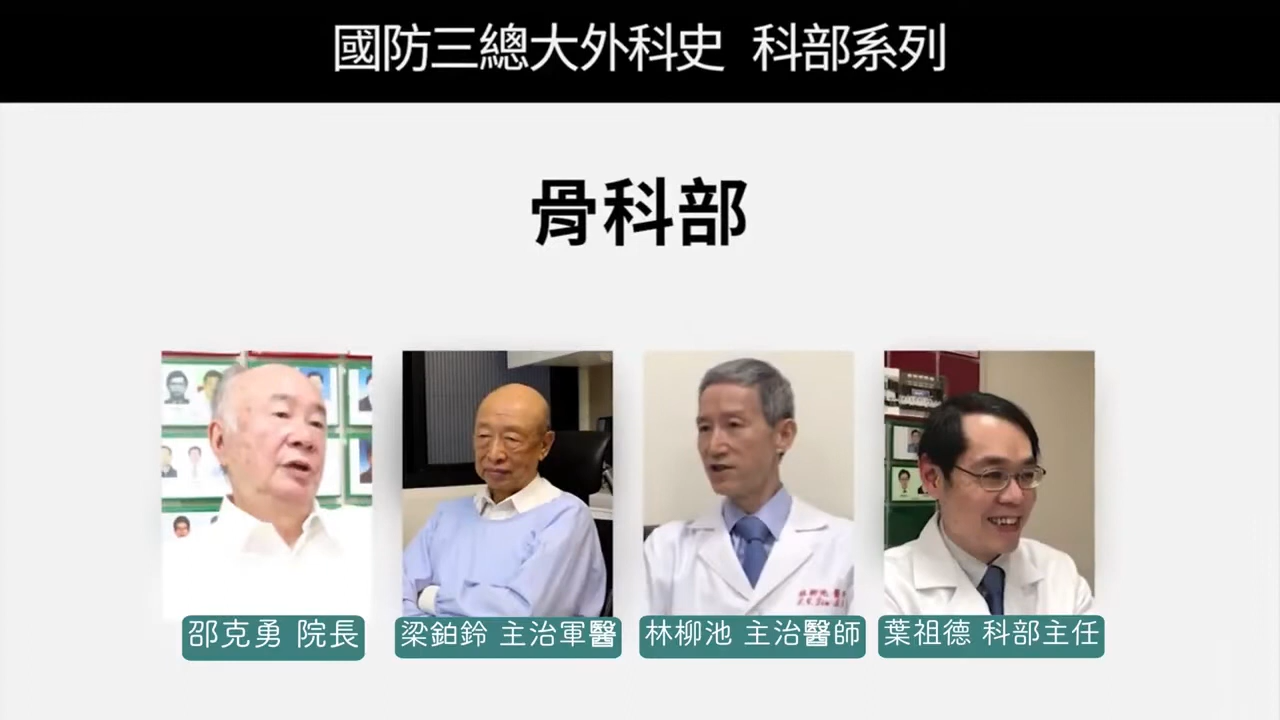 國防三總大外科史 科部系列
骨科部
邵克勇 院長
梁鉑鈴 主治軍醫
林柳池 主治醫師
葉祖德 科部主任